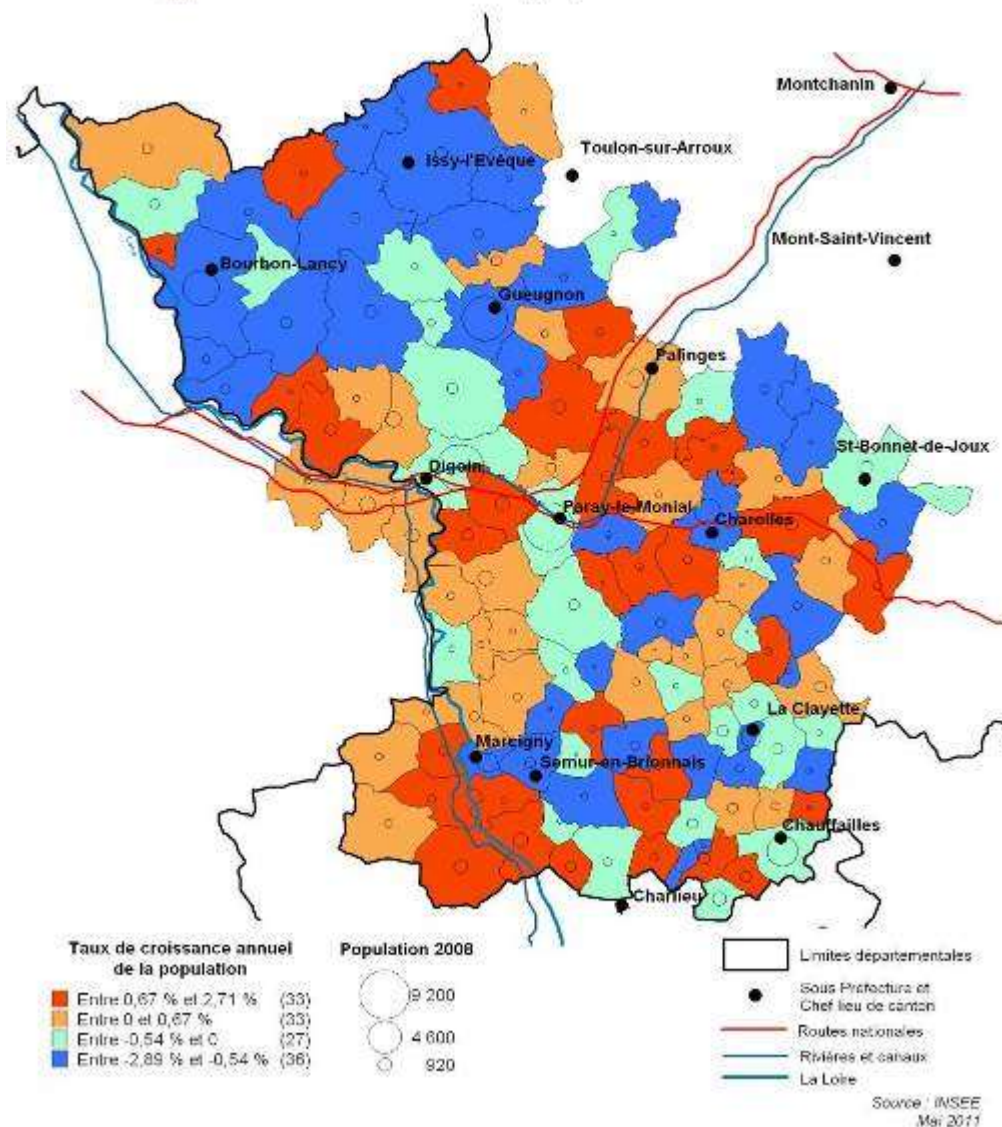 Montchanin
Toulon-sur-Arroux
Issy-l'Evêque
Mont-Saint-Vincent
Bourbon-Lancy
Gueugnon
Palinges
St-Bonnet-de-Joux
Digoin
Paray-le-Monial
Charolles
La Clayette
Marcigny
Semur-en-Brionnais
Chauffailles
Charlieu
Taux de croissance annuel
de la population
Entre 0,67 % et 2,71 % (33)
Entre 0 et 0,67 % (33)
Entre -0,54 % et 0 (27)
Entre -2,89 % et -0,54 % (36)
Population 2008
9 200
4 600
920
Limites départementales
Sous Préfecture et
Chef lieu de canton
Routes nationales
Rivières et canaux
La Loire
Source : INSEE
Mai 2011